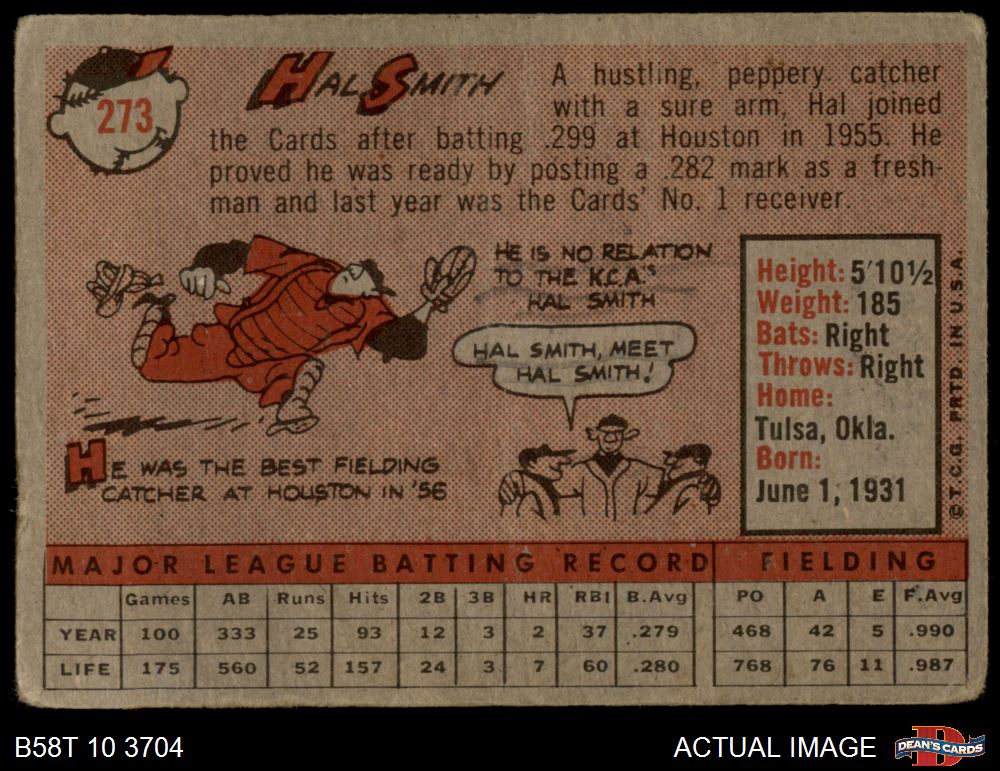 273
HAL SMITH
A hustling, peppery catcher
with a sure arm, Hal joined
the Cards after batting .299 at Houston in 1955. He
proved he was ready by posting a .282 mark as a fresh-
man and last year was the Cards' No. 1 receiver.
HE IS NO RELATION
TO THE K.C.A'S
HAL SMITH
HAL SMITH, MEET
HAL SMITH!
HE WAS THE BEST FIELDING
CATCHER AT HOUSTON IN '56
Height: 5'10½
Weight: 185
Bats: Right
Throws: Right
Home:
Tulsa, Okla.
Born:
June 1, 1931
© T.C.G. PRTD. IN U.S.A.
MAJOR LEAGUE BATTING RECORD FIELDING
Games AB Runs Hits 2B 3B HR RBI B.Avg PO A E F.Avg
YEAR 100 333 25 93 12 3 2 37 .279 468 42 5 .990
LIFE 175 560 52 157 24 3 7 60 .280 768 76 11 .987
B58T 10 3704
ACTUAL IMAGE
D
DEAN'S CARDS